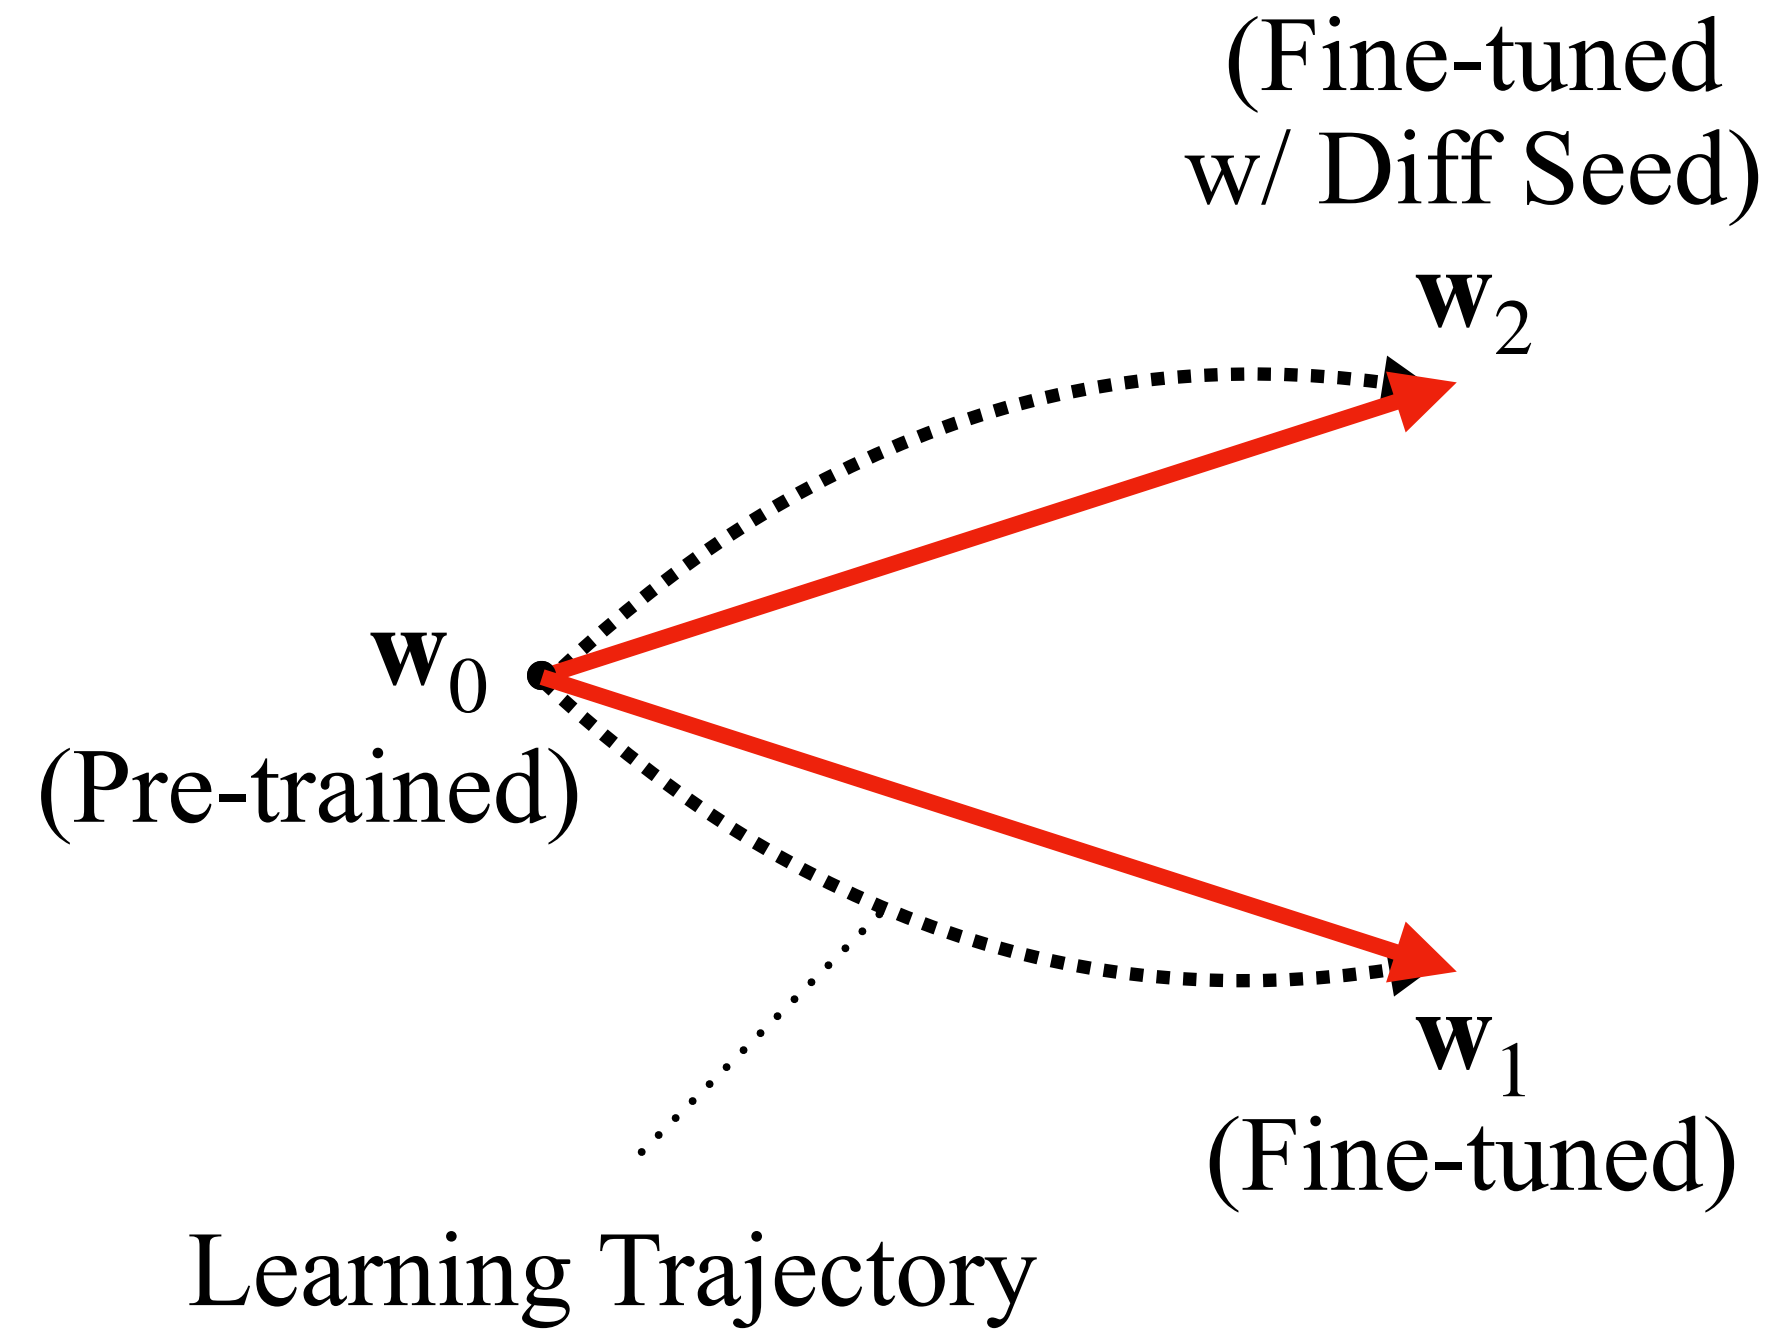 (Fine-tuned
w/ Diff Seed)
w₂
w₀
(Pre-trained)
w₁
(Fine-tuned)
Learning Trajectory